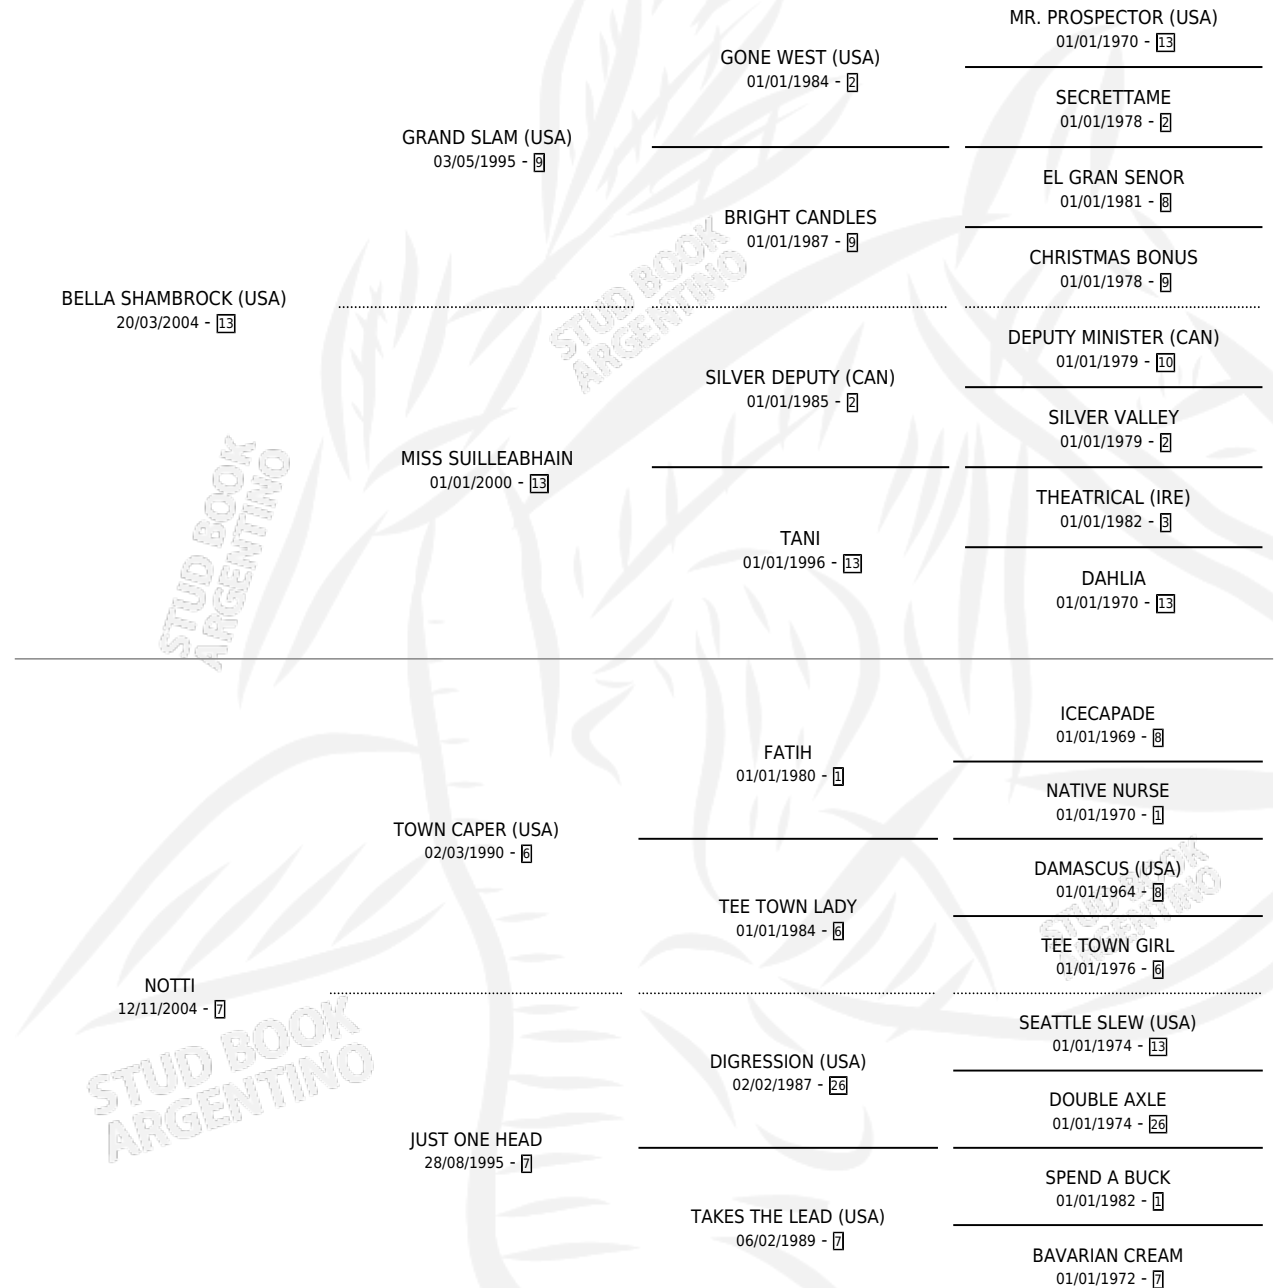 MR. PROSPECTOR (USA)
01/01/1970 - 13
GONE WEST (USA)
01/01/1984 - 2
SECRETTAME
01/01/1978 - 2
GRAND SLAM (USA)
03/05/1995 - 9
EL GRAN SENOR
01/01/1981 - 8
BRIGHT CANDLES
01/01/1987 - 9
CHRISTMAS BONUS
01/01/1978 - 9
BELLA SHAMBROCK (USA)
20/03/2004 - 13
DEPUTY MINISTER (CAN)
01/01/1979 - 10
SILVER DEPUTY (CAN)
01/01/1985 - 2
SILVER VALLEY
01/01/1979 - 2
MISS SUILLEABHAIN
01/01/2000 - 13
THEATRICAL (IRE)
01/01/1982 - 3
TANI
01/01/1996 - 13
DAHLIA
01/01/1970 - 13
ICECAPADE
01/01/1969 - 8
FATIH
01/01/1980 - 1
NATIVE NURSE
01/01/1970 - 1
TOWN CAPER (USA)
02/03/1990 - 6
DAMASCUS (USA)
01/01/1964 - 8
TEE TOWN LADY
01/01/1984 - 6
TEE TOWN GIRL
01/01/1976 - 6
NOTTI
12/11/2004 - 7
SEATTLE SLEW (USA)
01/01/1974 - 13
DIGRESSION (USA)
02/02/1987 - 26
DOUBLE AXLE
01/01/1974 - 26
JUST ONE HEAD
28/08/1995 - 7
SPEND A BUCK
01/01/1982 - 1
TAKES THE LEAD (USA)
06/02/1989 - 7
BAVARIAN CREAM
01/01/1972 - 7
STUD BOOK
ARGENTINO
STUD BOOK
ARGENTINO
STUD BOOK
ARGENTINO
STUD BOOK
ARGENTINO